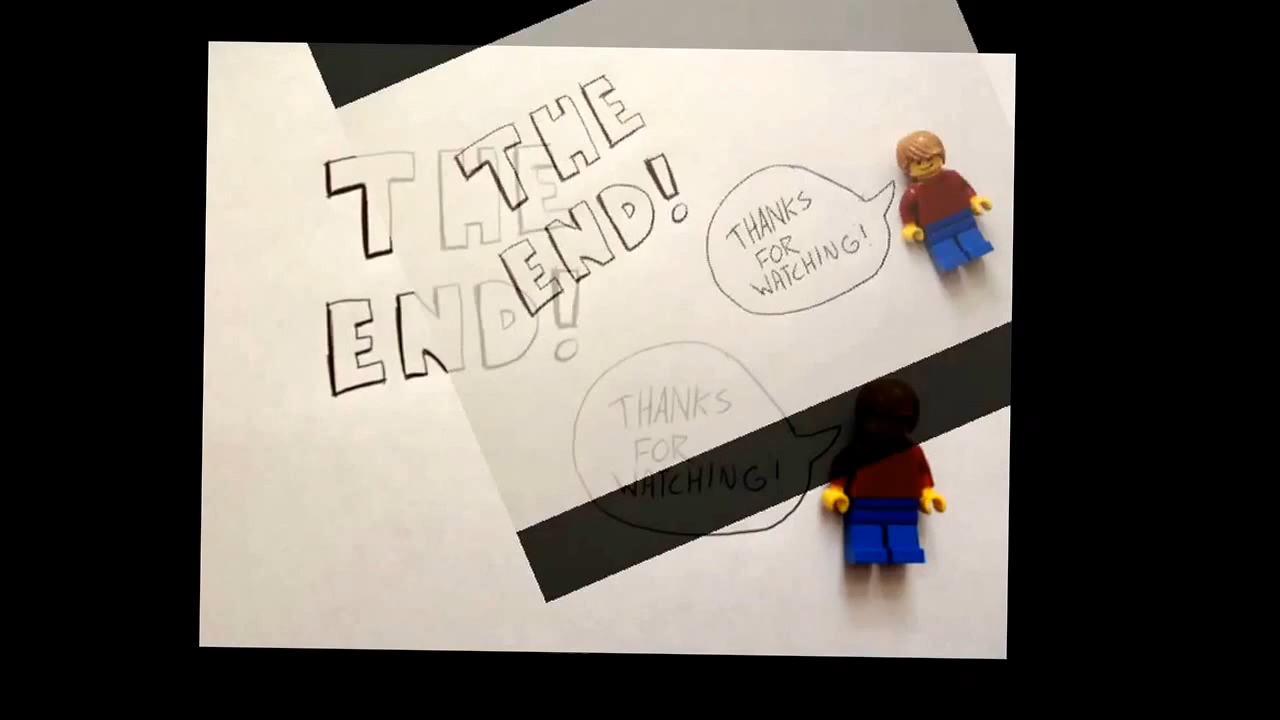 THE
END!
THANKS
FOR
WATCHING!
THE
END!
THANKS
FOR
WATCHING!